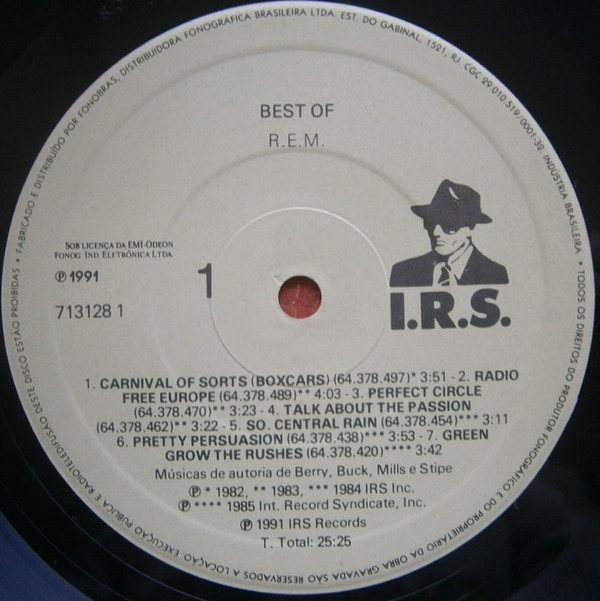 BEST OF
R.E.M.
SOB LICENÇA DA EMI-ODEON
FONOG IND ELETRÔNICA LTDA
℗ 1991
713128 1
1
I.R.S.
1. CARNIVAL OF SORTS (BOXCARS) (64.378.497)* 3:51 - 2. RADIO
FREE EUROPE (64.378.489)** 4:03 - 3. PERFECT CIRCLE
(64.378.470)** 3:23 - 4. TALK ABOUT THE PASSION
(64.378.462)** 3:22 - 5. SO. CENTRAL RAIN (64.378.454)*** 3:11
6. PRETTY PERSUASION (64.378.438)*** 3:53 - 7. GREEN
GROW THE RUSHES (64.378.420)**** 3:42
Músicas de autoria de Berry, Buck, Mills e Stipe
℗ * 1982, ** 1983, *** 1984 IRS Inc.
℗ **** 1985 Int. Record Syndicate, Inc.
℗ 1991 IRS Records
T. Total: 25:25
• FABRICADO E DISTRIBUÍDO POR FONOBRÁS, DISTRIBUIDORA FONOGRÁFICA BRASILEIRA LTDA. EST. DO GABINAL, 1521, RJ, CGC 29.010.519/0001-32. INDÚSTRIA BRASILEIRA • TODOS OS DIREITOS DO PRODUTOR FONOGRÁFICO E DO PROPRIETÁRIO DA OBRA GRAVADA SÃO RESERVADOS A LOCAÇÃO, EXECUÇÃO PÚBLICA E RADIOTELEDIFUSÃO DESTE DISCO ESTÃO PROIBIDAS